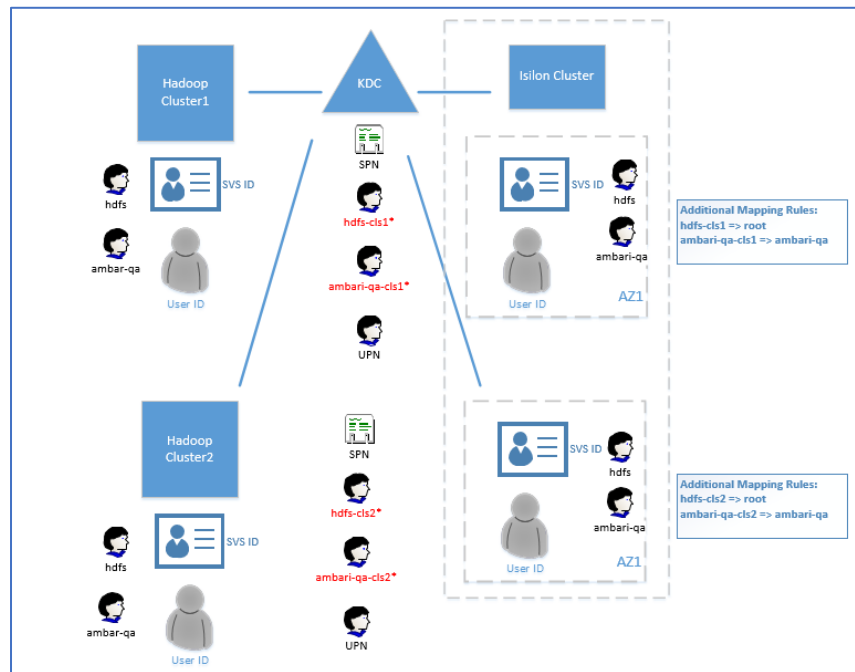 Hadoop
Cluster1
KDC
Isilon Cluster
SPN
hdfs
SVS ID
hdfs-cls1*
SVS ID
hdfs
ambar-qa
User ID
ambari-qa-cls1*
ambari-qa
User ID
AZ1
UPN
Additional Mapping Rules:
hdfs-cls1 => root
ambari-qa-cls1 => ambari-qa
Hadoop
Cluster2
SPN
SVS ID
hdfs
hdfs-cls2*
ambari-qa
User ID
AZ1
Additional Mapping Rules:
hdfs-cls2 => root
ambari-qa-cls2 => ambari-qa
hdfs
SVS ID
ambari-qa-cls2*
ambar-qa
User ID
UPN